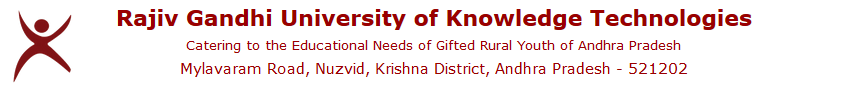 Rajiv Gandhi University of Knowledge Technologies
Catering to the Educational Needs of Gifted Rural Youth of Andhra Pradesh
Mylavaram Road, Nuzvid, Krishna District, Andhra Pradesh - 521202